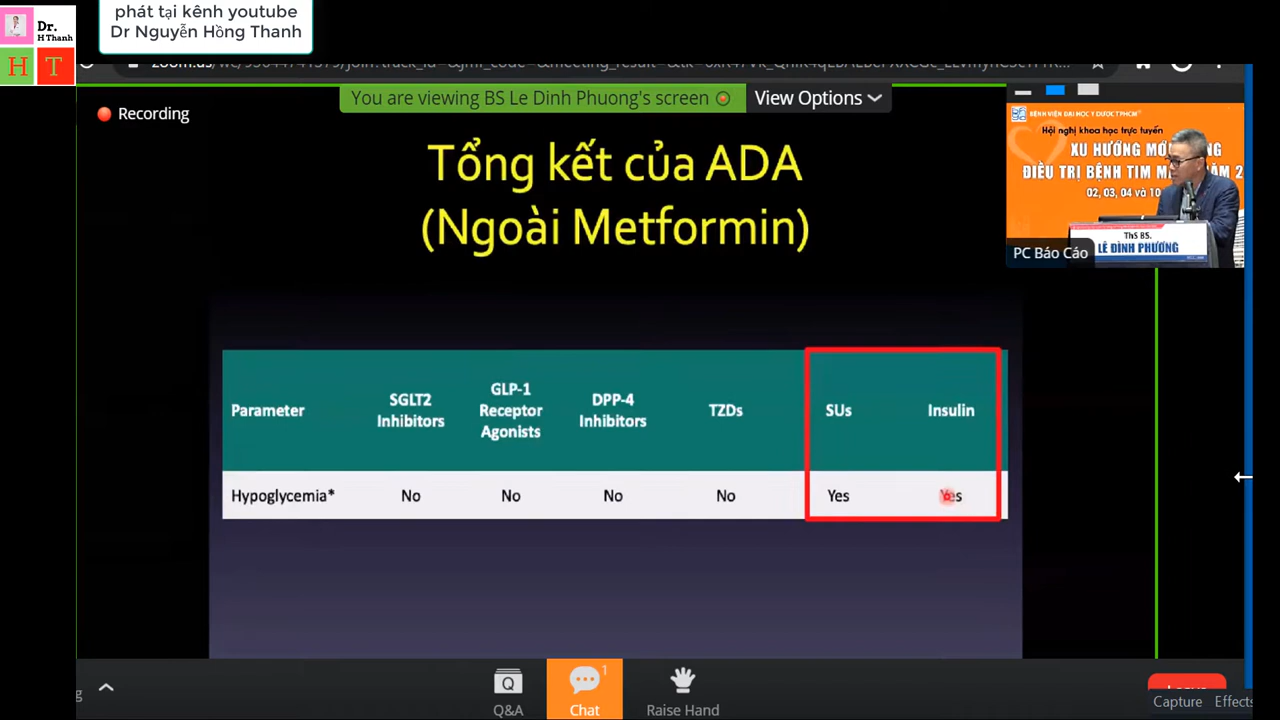 phát tại kênh youtube
Dr Nguyễn Hồng Thanh
Dr.
H Thanh
H T
You are viewing BS Le Dinh Phuong's screen
View Options
Recording
Tổng kết của ADA
(Ngoài Metformin)
BỆNH VIỆN ĐẠI HỌC Y DƯỢC TPHCM
Hội nghị khoa học trực tuyến
XU HƯỚNG MỚI
ĐIỀU TRỊ BỆNH TIM
02, 03, 04 và 10
ThS BS.
LÊ ĐÌNH PHƯƠNG
PC Báo Cáo
Parameter
SGLT2
Inhibitors
GLP-1
Receptor
Agonists
DPP-4
Inhibitors
TZDs
SUs
Insulin
Hypoglycemia* No No No No Yes Yes
Q&A
Chat
1
Raise Hand
Capture
Effects